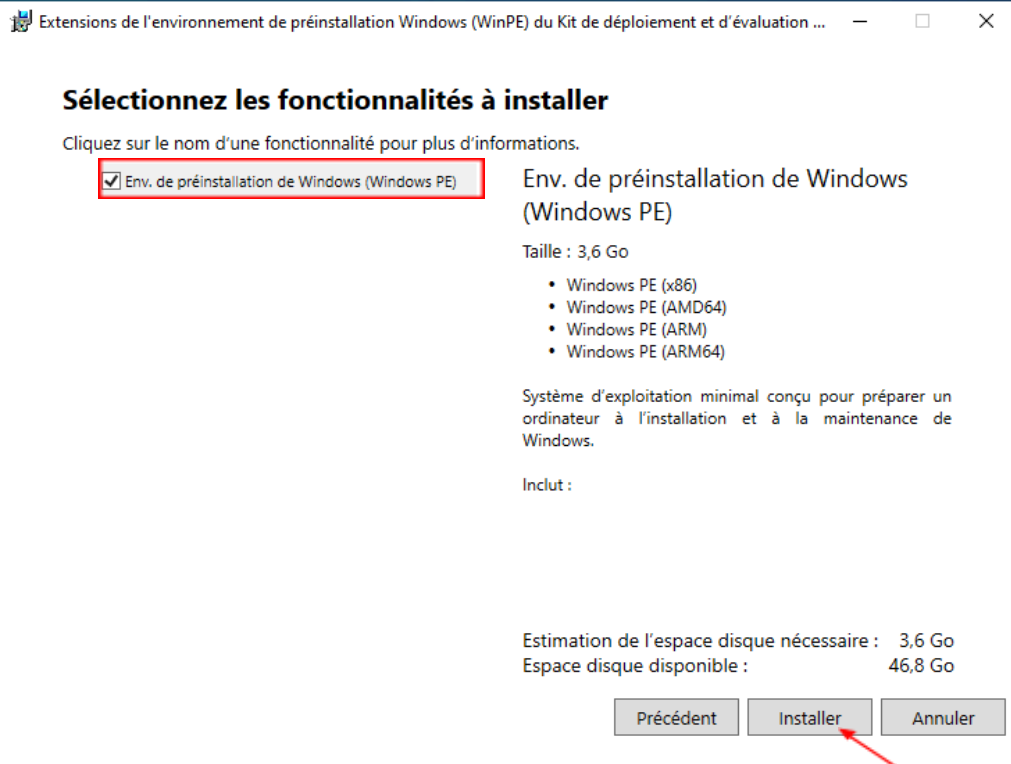 Extensions de l'environnement de préinstallation Windows (WinPE) du Kit de déploiement et d'évaluation ...
Sélectionnez les fonctionnalités à installer
Cliquez sur le nom d'une fonctionnalité pour plus d'informations.
Env. de préinstallation de Windows (Windows PE)
Env. de préinstallation de Windows
(Windows PE)
Taille : 3,6 Go
• Windows PE (x86)
• Windows PE (AMD64)
• Windows PE (ARM)
• Windows PE (ARM64)
Système d'exploitation minimal conçu pour préparer un
ordinateur à l'installation et à la maintenance de
Windows.
Inclut :
Estimation de l'espace disque nécessaire : 3,6 Go
Espace disque disponible : 46,8 Go
Précédent Installer Annuler